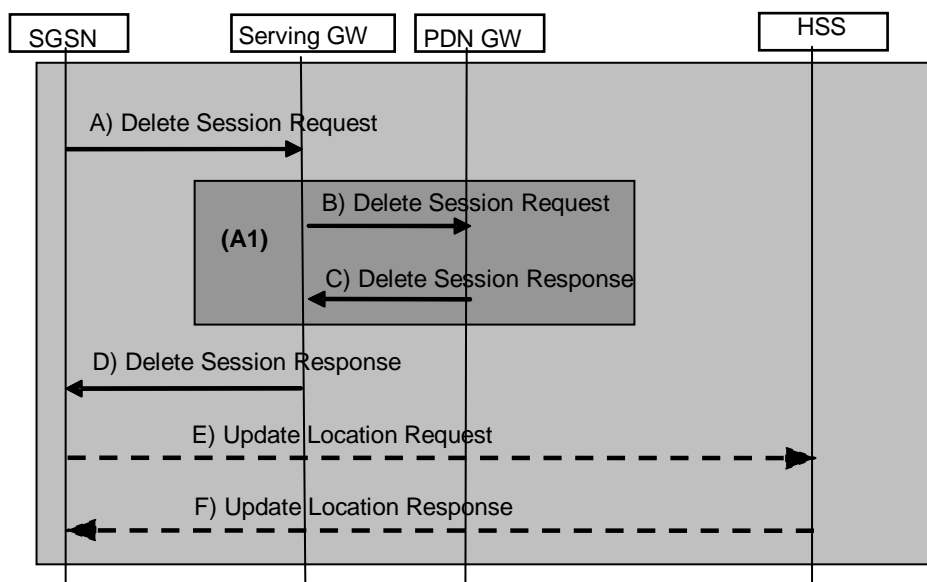 SGSN
Serving GW
PDN GW
HSS
A) Delete Session Request
B) Delete Session Request
(A1)
C) Delete Session Response
D) Delete Session Response
E) Update Location Request
F) Update Location Response